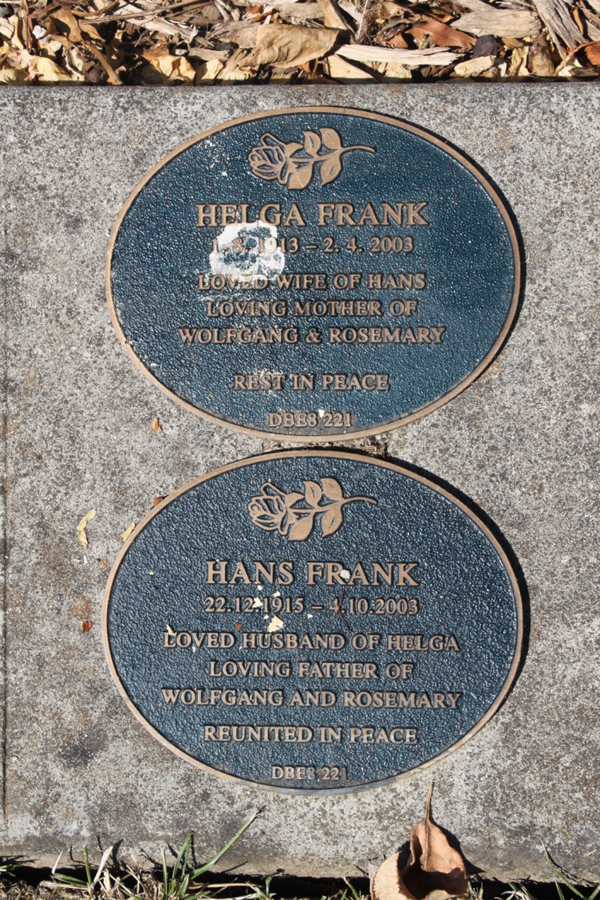 HELGA FRANK
1913 – 2. 4. 2003
LOVED WIFE OF HANS
LOVING MOTHER OF
WOLFGANG & ROSEMARY
REST IN PEACE
DBE8 221
HANS FRANK
22.12.1915 – 4.10.2003
LOVED HUSBAND OF HELGA
LOVING FATHER OF
WOLFGANG AND ROSEMARY
REUNITED IN PEACE
DBE8 221